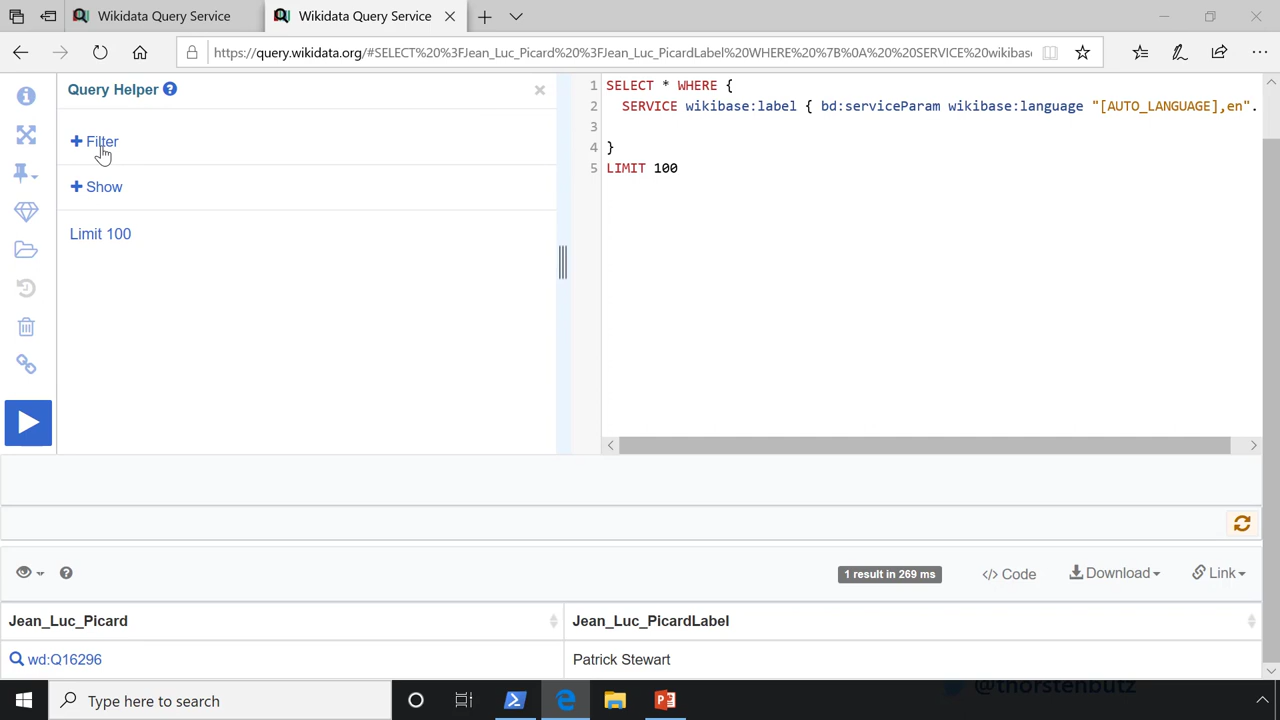 Wikidata Query Service
Wikidata Query Service
https://query.wikidata.org/#SELECT%20%3FJean_Luc_Picard%20%3FJean_Luc_PicardLabel%20WHERE%20%7B%0A%20%20SERVICE%20wikibas
Query Helper
Filter
Show
Limit 100
1 SELECT * WHERE {
2 SERVICE wikibase:label { bd:serviceParam wikibase:language "[AUTO_LANGUAGE],en".
3
4 }
5 LIMIT 100
1 result in 269 ms
</> Code
Download
Link
Jean_Luc_Picard
Jean_Luc_PicardLabel
wd:Q16296
Patrick Stewart
@thorstenbutz
Type here to search